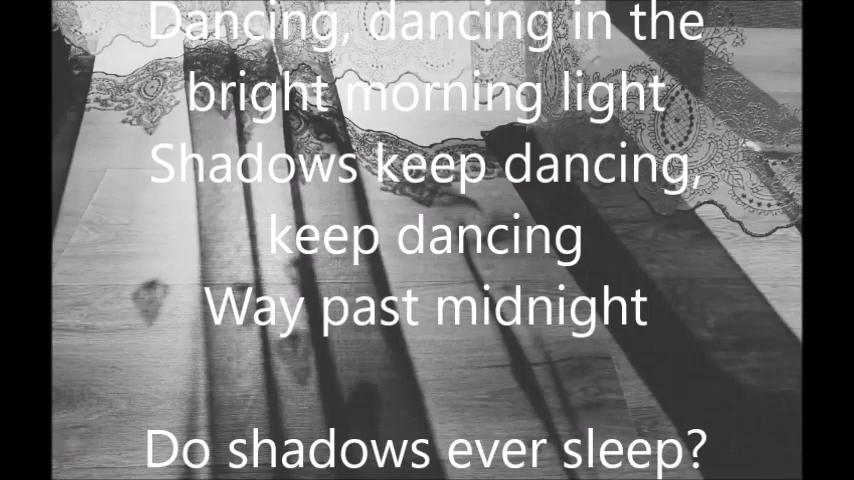 Dancing, dancing in the
bright morning light
Shadows keep dancing,
keep dancing
Way past midnight
Do shadows ever sleep?